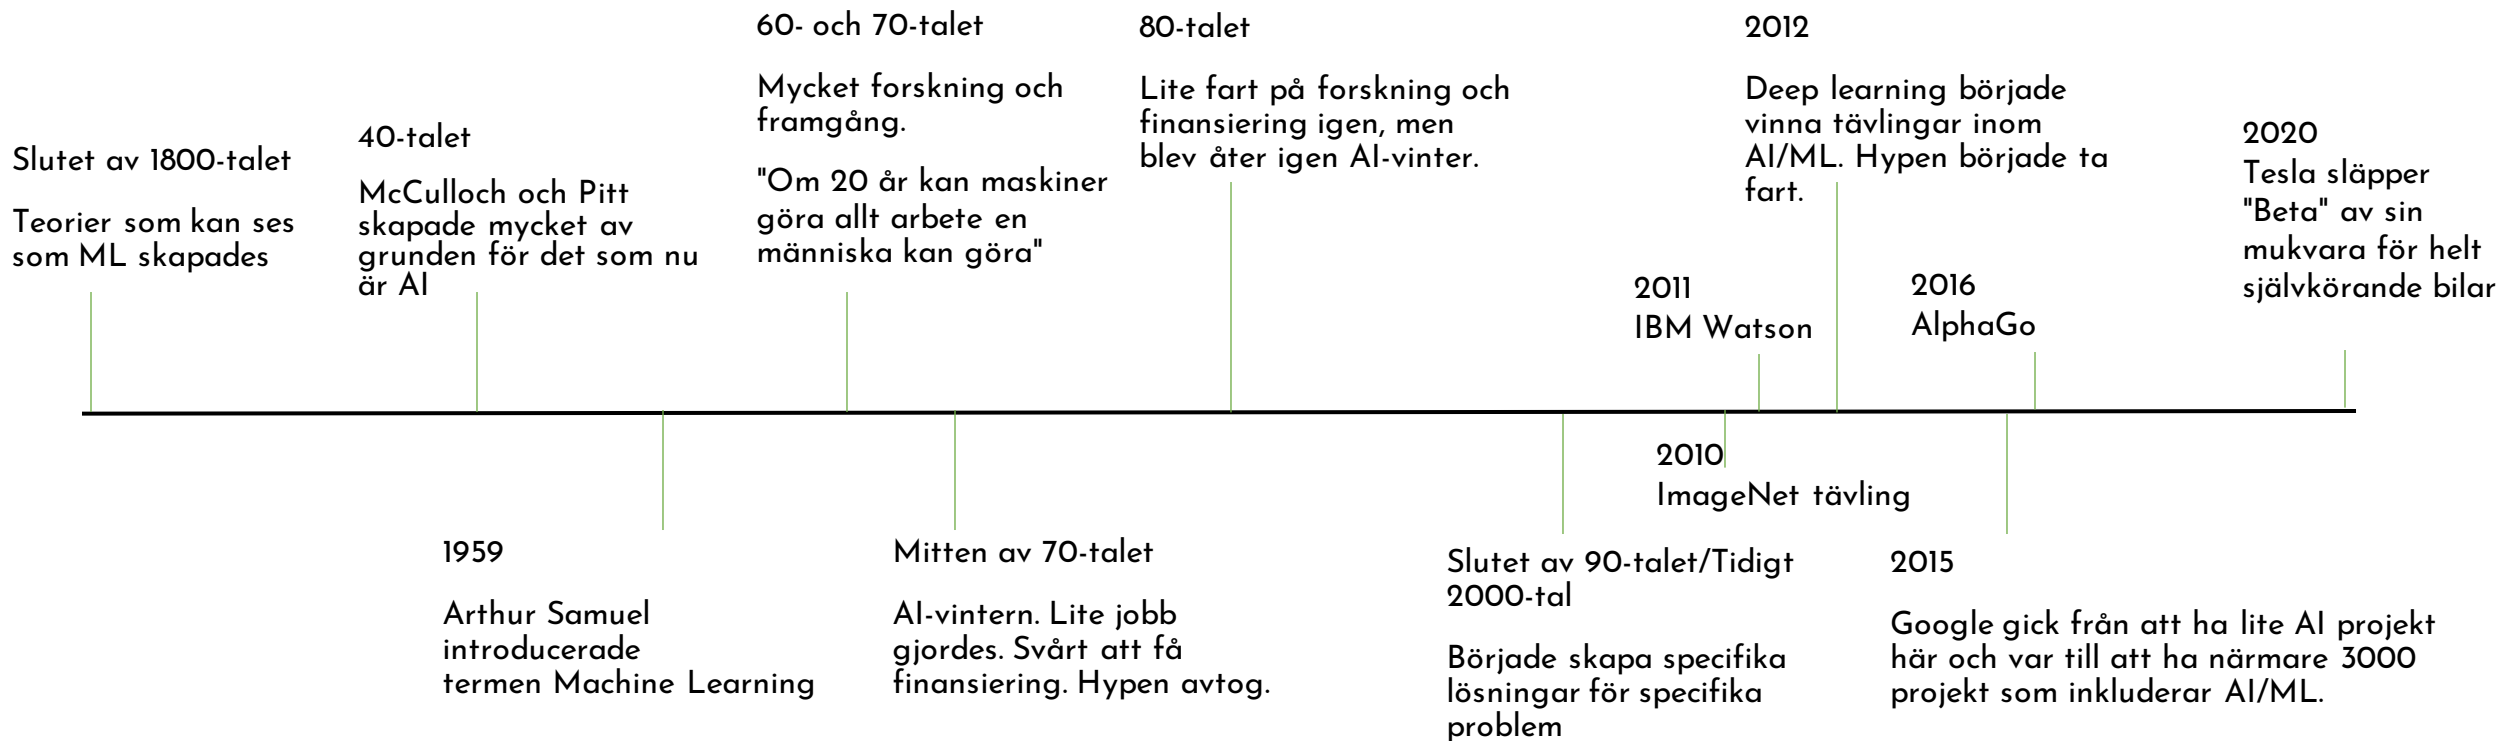 Slutet av 1800-talet
Teorier som kan ses
som ML skapades
40-talet
McCulloch och Pitt
skapade mycket av
grunden för det som nu
är AI
1959
Arthur Samuel
introducerade
termen Machine Learning
60- och 70-talet
Mycket forskning och
framgång.
"Om 20 år kan maskiner
göra allt arbete en
människa kan göra"
Mitten av 70-talet
AI-vintern. Lite jobb
gjordes. Svårt att få
finansiering. Hypen avtog.
80-talet
Lite fart på forskning och
finansiering igen, men
blev åter igen AI-vinter.
Slutet av 90-talet/Tidigt
2000-tal
Började skapa specifika
lösningar för specifika
problem
2010
ImageNet tävling
2011
IBM Watson
2012
Deep learning började
vinna tävlingar inom
AI/ML. Hypen började ta
fart.
2015
Google gick från att ha lite AI projekt
här och var till att ha närmare 3000
projekt som inkluderar AI/ML.
2016
AlphaGo
2020
Tesla släpper
"Beta" av sin
mukvara för helt
självkörande bilar